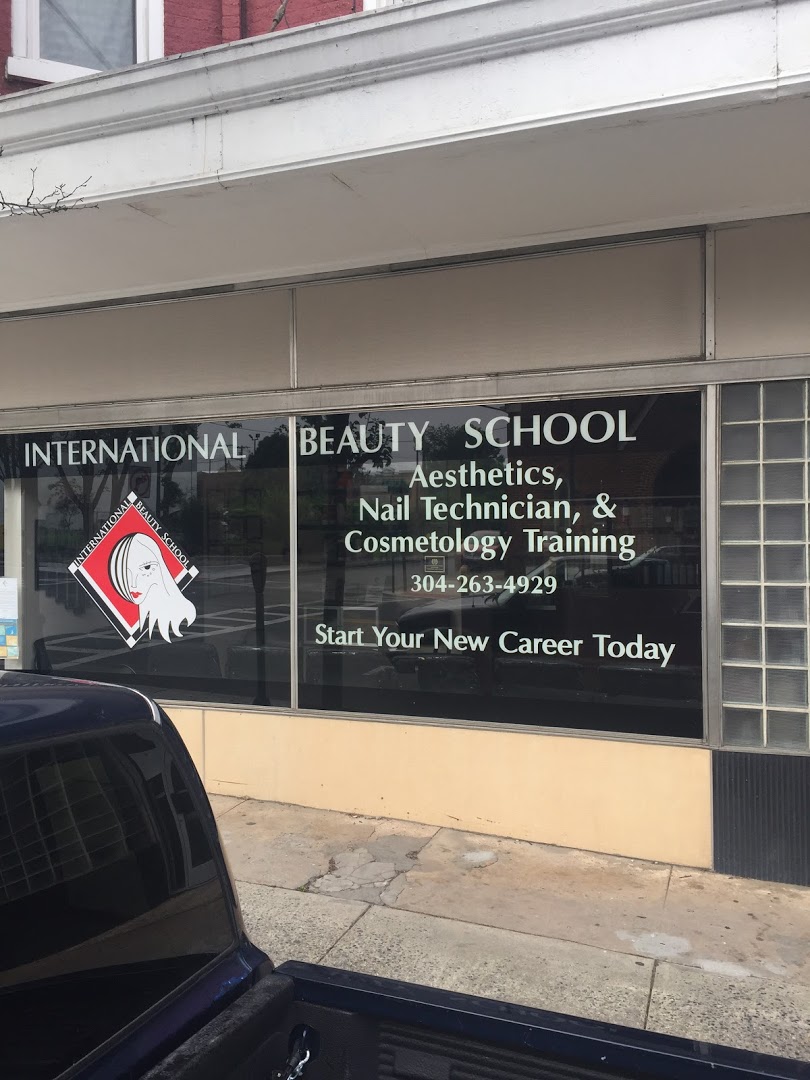 INTERNATIONAL BEAUTY SCHOOL
Aesthetics,
Nail Technician, &
Cosmetology Training
304-263-4929
Start Your New Career Today
INTERNATIONAL BEAUTY SCHOOL